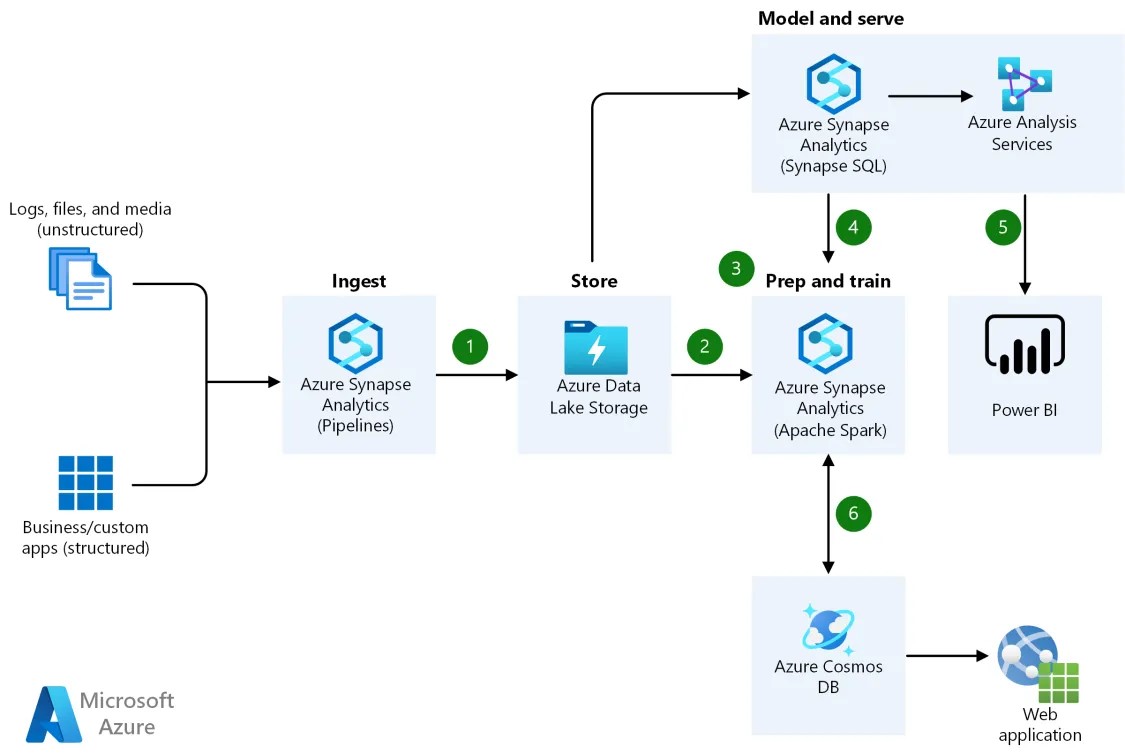 Model and serve
Azure Synapse
Analytics
(Synapse SQL)
Azure Analysis
Services
Logs, files, and media
(unstructured)
4
5
3
Ingest
Store
Prep and train
1
2
Azure Synapse
Analytics
(Pipelines)
Azure Data
Lake Storage
Azure Synapse
Analytics
(Apache Spark)
Power BI
6
Business/custom
apps (structured)
Azure Cosmos
DB
Microsoft
Azure
Web
application